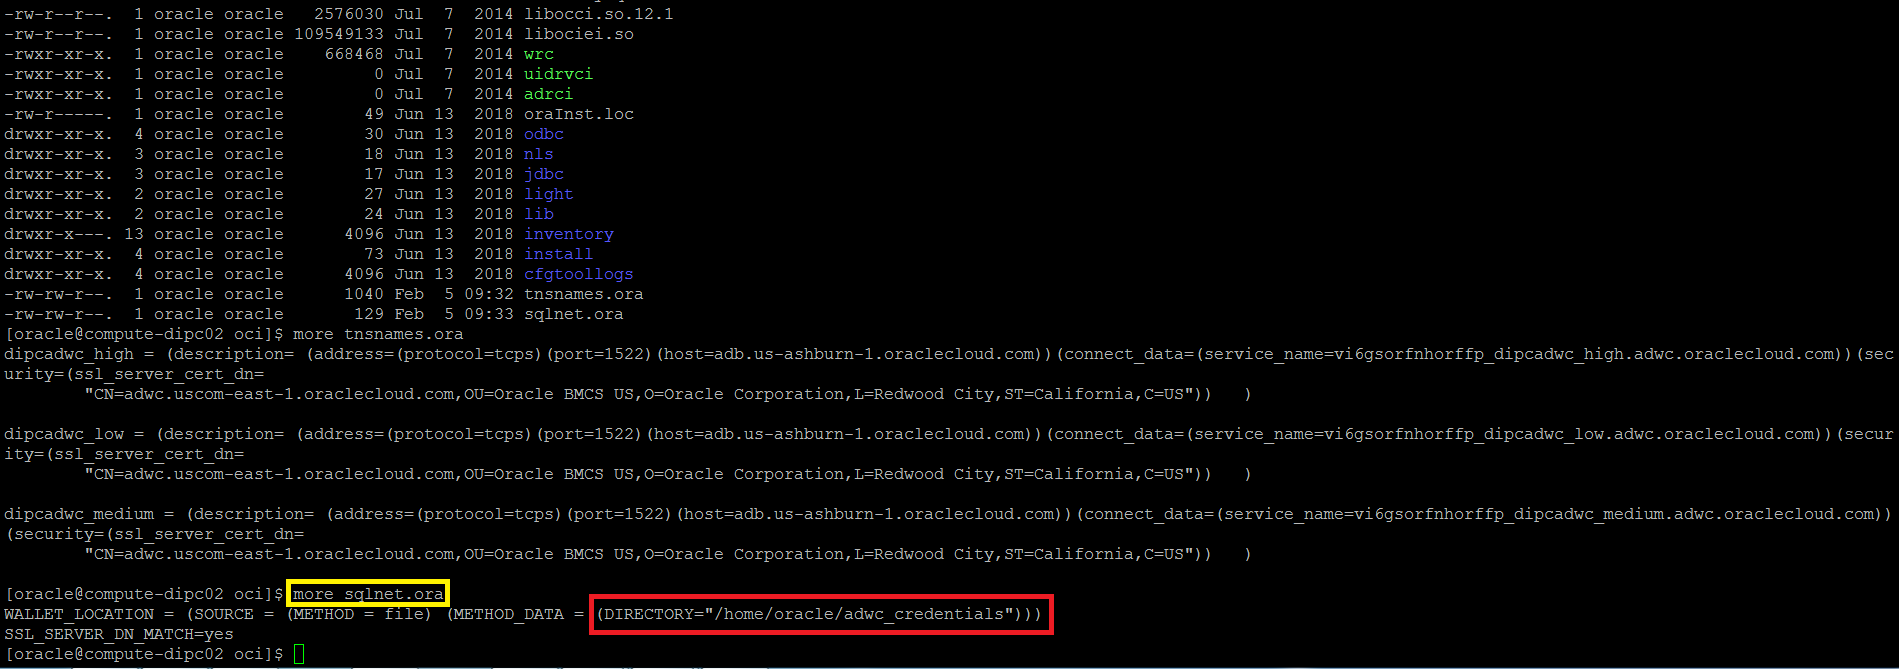 -rw-r--r--.  1 oracle oracle   2576030 Jul  7  2014 libocci.so.12.1
-rw-r--r--.  1 oracle oracle 109549133 Jul  7  2014 libociei.so
-rwxr-xr-x.  1 oracle oracle    668468 Jul  7  2014 wrc
-rwxr-xr-x.  1 oracle oracle         0 Jul  7  2014 uidrvci
-rwxr-xr-x.  1 oracle oracle         0 Jul  7  2014 adrci
-rw-r-----.  1 oracle oracle        49 Jun 13  2018 oraInst.loc
drwxr-xr-x.  4 oracle oracle        30 Jun 13  2018 odbc
drwxr-xr-x.  3 oracle oracle        18 Jun 13  2018 nls
drwxr-xr-x.  3 oracle oracle        17 Jun 13  2018 jdbc
drwxr-xr-x.  2 oracle oracle        27 Jun 13  2018 light
drwxr-xr-x.  2 oracle oracle        24 Jun 13  2018 lib
drwxr-x---. 13 oracle oracle      4096 Jun 13  2018 inventory
drwxr-xr-x.  4 oracle oracle        73 Jun 13  2018 install
drwxr-xr-x.  4 oracle oracle      4096 Jun 13  2018 cfgtoollogs
-rw-rw-r--.  1 oracle oracle      1040 Feb  5 09:32 tnsnames.ora
-rw-rw-r--.  1 oracle oracle       129 Feb  5 09:33 sqlnet.ora
[oracle@compute-dipc02 oci]$ more tnsnames.ora
dipcadwc_high = (description= (address=(protocol=tcps)(port=1522)(host=adb.us-ashburn-1.oraclecloud.com))(connect_data=(service_name=vi6gsorfnhorffp_dipcadwc_high.adwc.oraclecloud.com))(sec
urity=(ssl_server_cert_dn=
        "CN=adwc.uscom-east-1.oraclecloud.com,OU=Oracle BMCS US,O=Oracle Corporation,L=Redwood City,ST=California,C=US"))   )
dipcadwc_low = (description= (address=(protocol=tcps)(port=1522)(host=adb.us-ashburn-1.oraclecloud.com))(connect_data=(service_name=vi6gsorfnhorffp_dipcadwc_low.adwc.oraclecloud.com))(secur
ity=(ssl_server_cert_dn=
        "CN=adwc.uscom-east-1.oraclecloud.com,OU=Oracle BMCS US,O=Oracle Corporation,L=Redwood City,ST=California,C=US"))   )
dipcadwc_medium = (description= (address=(protocol=tcps)(port=1522)(host=adb.us-ashburn-1.oraclecloud.com))(connect_data=(service_name=vi6gsorfnhorffp_dipcadwc_medium.adwc.oraclecloud.com))
(security=(ssl_server_cert_dn=
        "CN=adwc.uscom-east-1.oraclecloud.com,OU=Oracle BMCS US,O=Oracle Corporation,L=Redwood City,ST=California,C=US"))   )
[oracle@compute-dipc02 oci]$ more sqlnet.ora
WALLET_LOCATION = (SOURCE = (METHOD = file) (METHOD_DATA = (DIRECTORY="/home/oracle/adwc_credentials")))
SSL_SERVER_DN_MATCH=yes
[oracle@compute-dipc02 oci]$